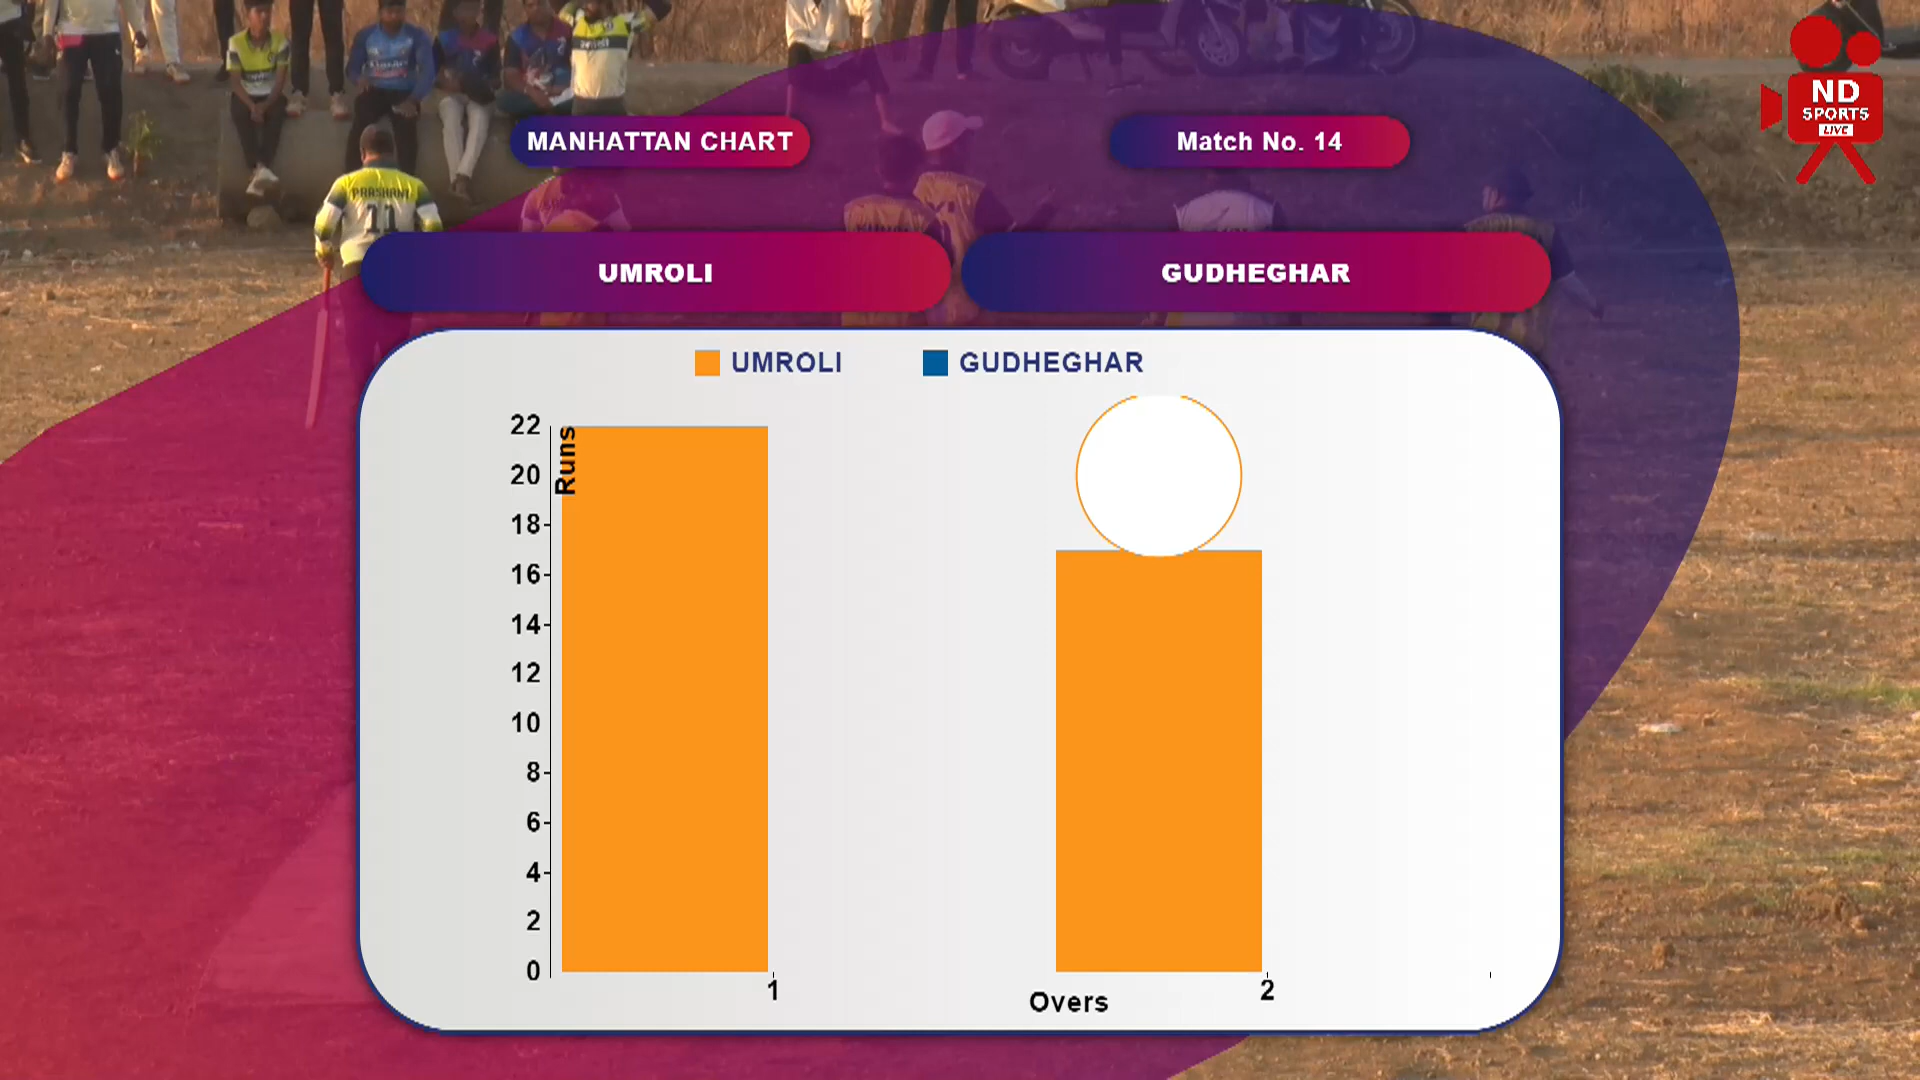 ND
SPORTS
LIVE
MANHATTAN CHART
Match No. 14
PRASHANT
UMROLI
GUDHEGHAR
UMROLI
GUDHEGHAR
Runs
22
20
18
16
14
12
10
8
6
4
2
0
1
2
Overs